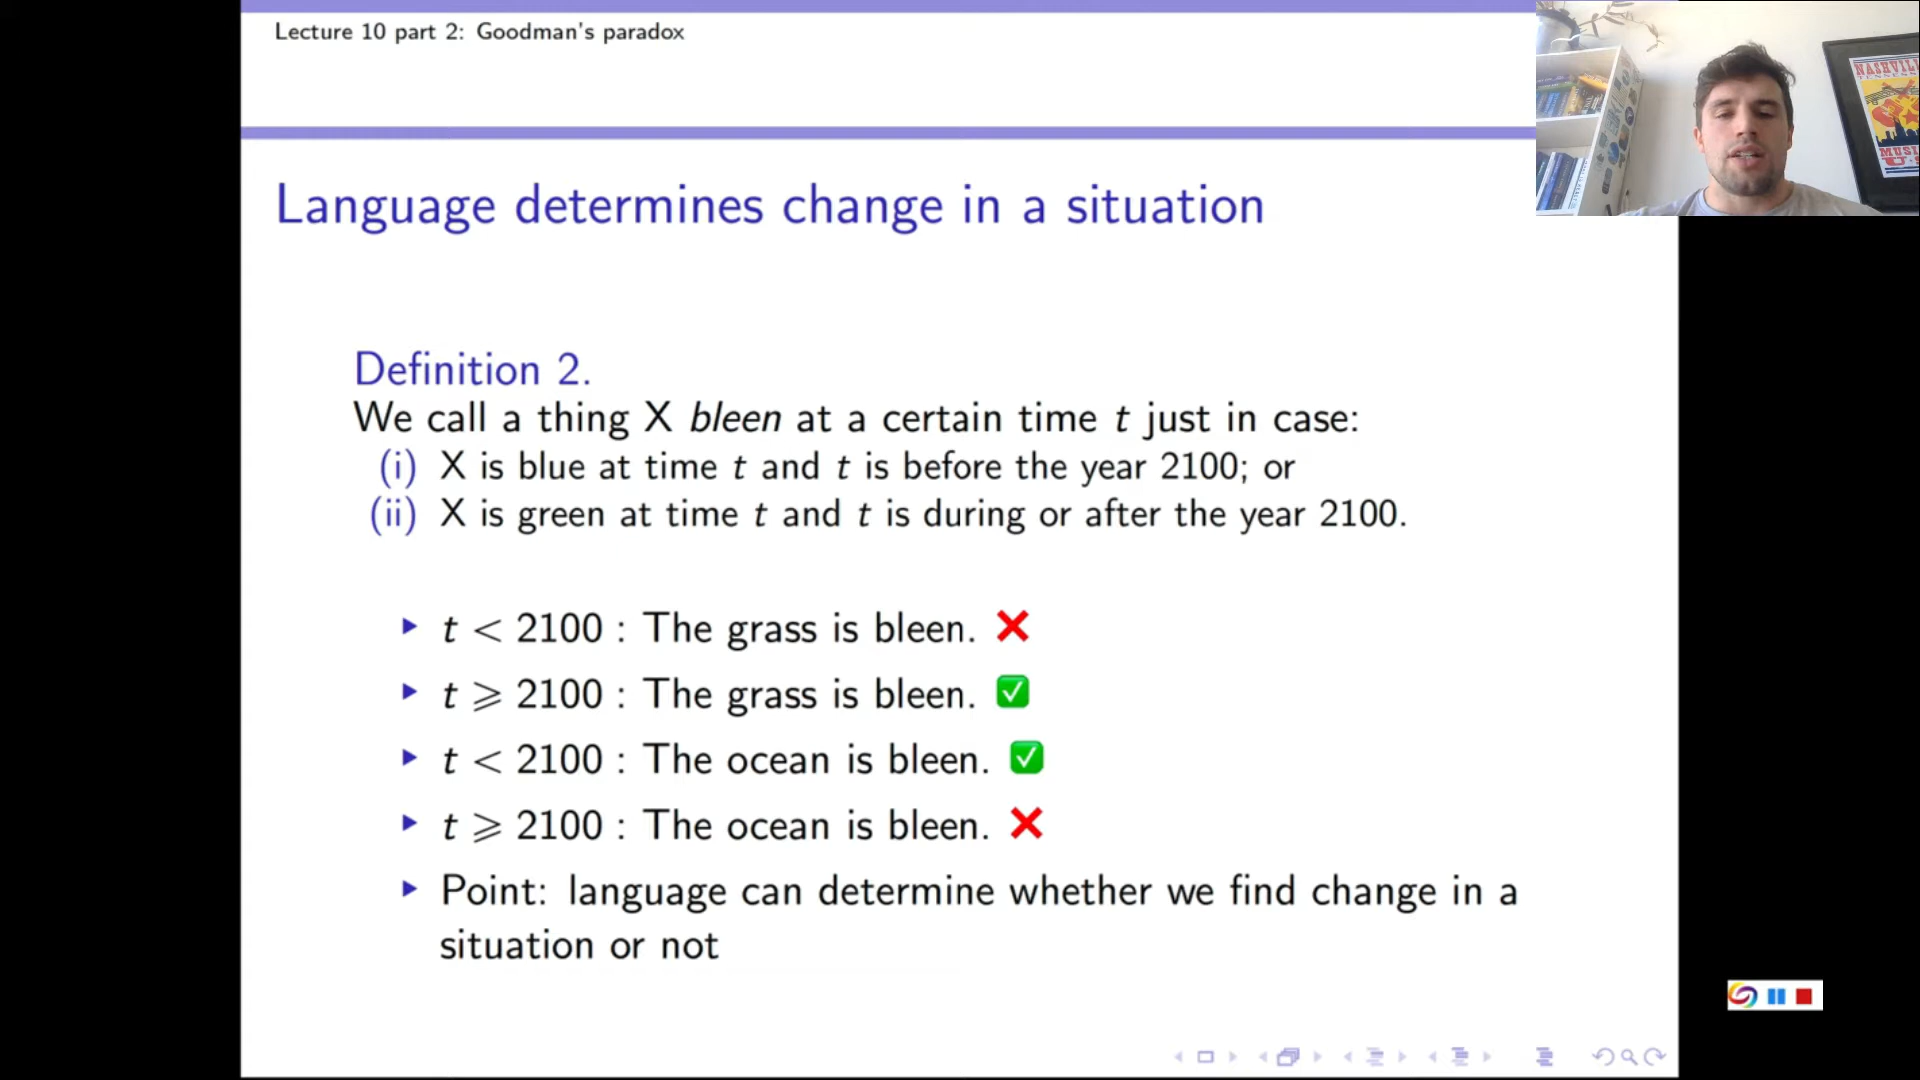 Lecture 10 part 2: Goodman's paradox
Language determines change in a situation
Definition 2.
We call a thing X bleen at a certain time t just in case:
(i) X is blue at time t and t is before the year 2100; or
(ii) X is green at time t and t is during or after the year 2100.
▸ t < 2100 : The grass is bleen. ❌
▸ t ⩾ 2100 : The grass is bleen. ✅
▸ t < 2100 : The ocean is bleen. ✅
▸ t ⩾ 2100 : The ocean is bleen. ❌
▸ Point: language can determine whether we find change in a
situation or not
NASHVILL
MUSI
U.S